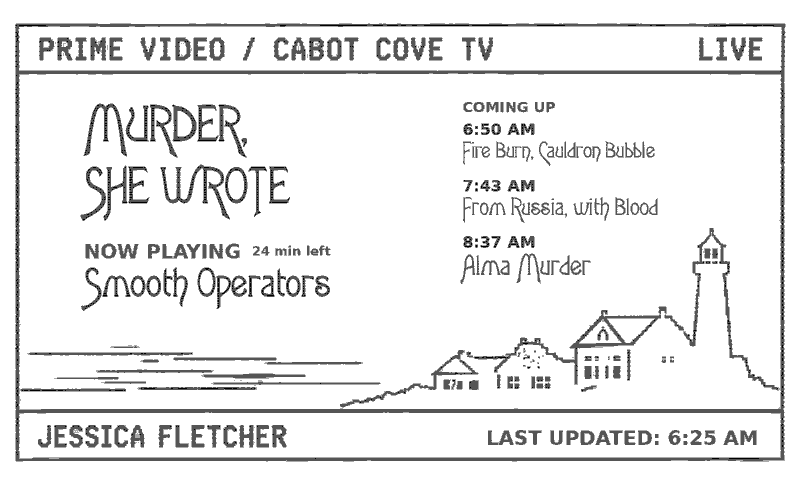 PRIME VIDEO / CABOT COVE TV
LIVE
MURDER,
SHE WROTE
NOW PLAYING 24 min left
Smooth Operators
COMING UP
6:50 AM
Fire Burn, Cauldron Bubble
7:43 AM
From Russia, with Blood
8:37 AM
Alma Murder
JESSICA FLETCHER
LAST UPDATED: 6:25 AM